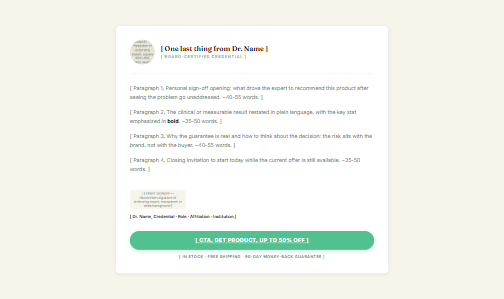 [ One last thing from Dr. Name ]
[ BOARD-CERTIFIED CREDENTIAL ]
[ Paragraph 1, Personal sign-off opening: what drove the expert to recommend this product after
seeing the problem go unaddressed. ~40-55 words. ]
[ Paragraph 2, The clinical or measurable result restated in plain language, with the key stat
emphasized in bold. ~35-50 words. ]
[ Paragraph 3, Why the guarantee is real and how to think about the decision: the risk sits with the
brand, not with the buyer. ~40-55 words. ]
[ Paragraph 4, Closing invitation to start today while the current offer is still available. ~35-50
words. ]
[ Dr. Name, Credential · Role · Affiliation · Institution ]
[ CTA, GET PRODUCT, UP TO 50% OFF ]
[ IN STOCK · FREE SHIPPING · 90-DAY MONEY-BACK GUARANTEE ]